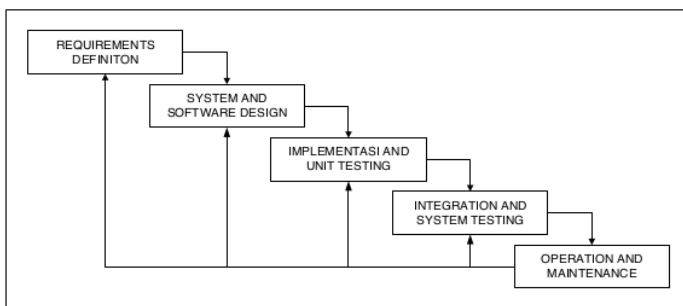 REQUIREMENTS
DEFINITON
SYSTEM AND
SOFTWARE DESIGN
IMPLEMENTASI AND
UNIT TESTING
INTEGRATION AND
SYSTEM TESTING
OPERATION AND
MAINTENANCE